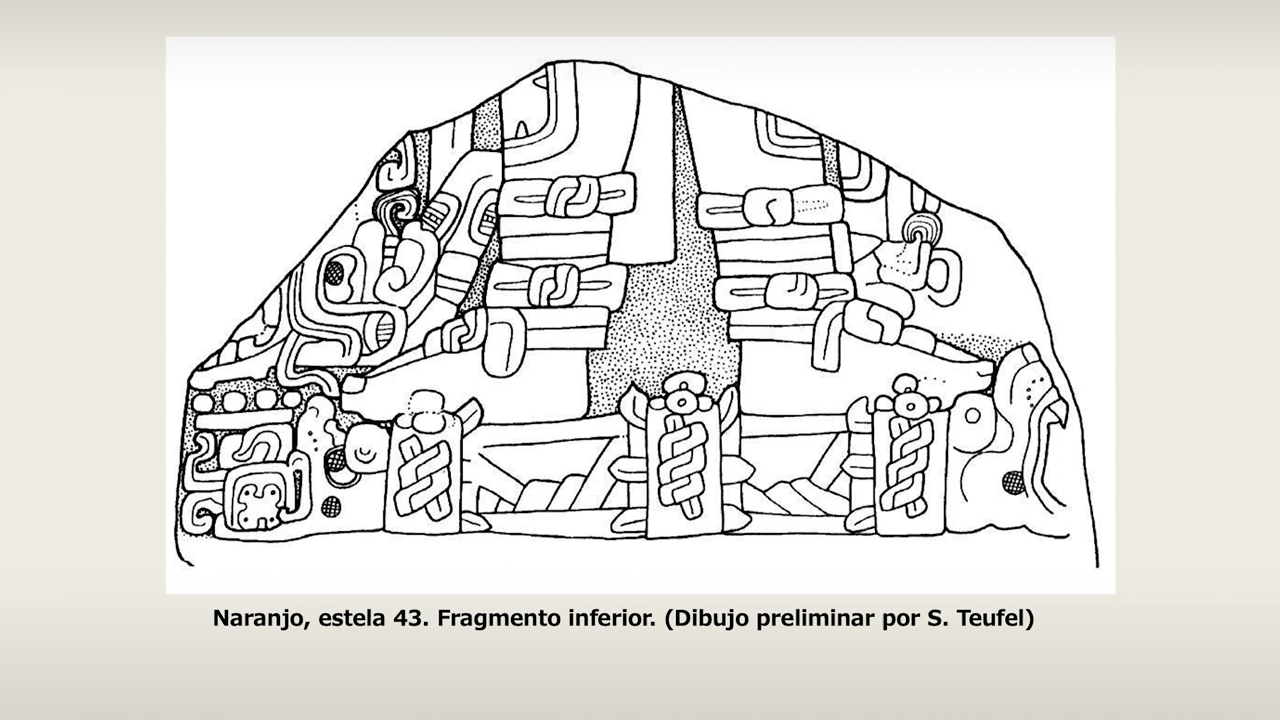 Naranjo, estela 43. Fragmento inferior. (Dibujo preliminar por S. Teufel)